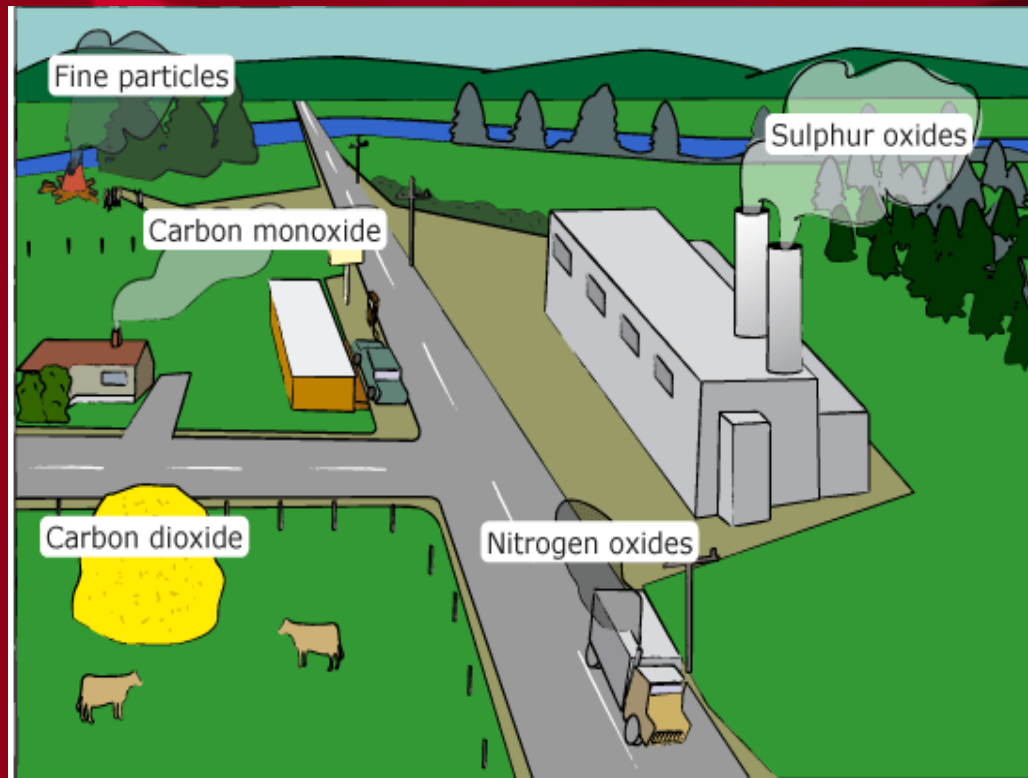 Fine particles
Sulphur oxides
Carbon monoxide
Carbon dioxide
Nitrogen oxides